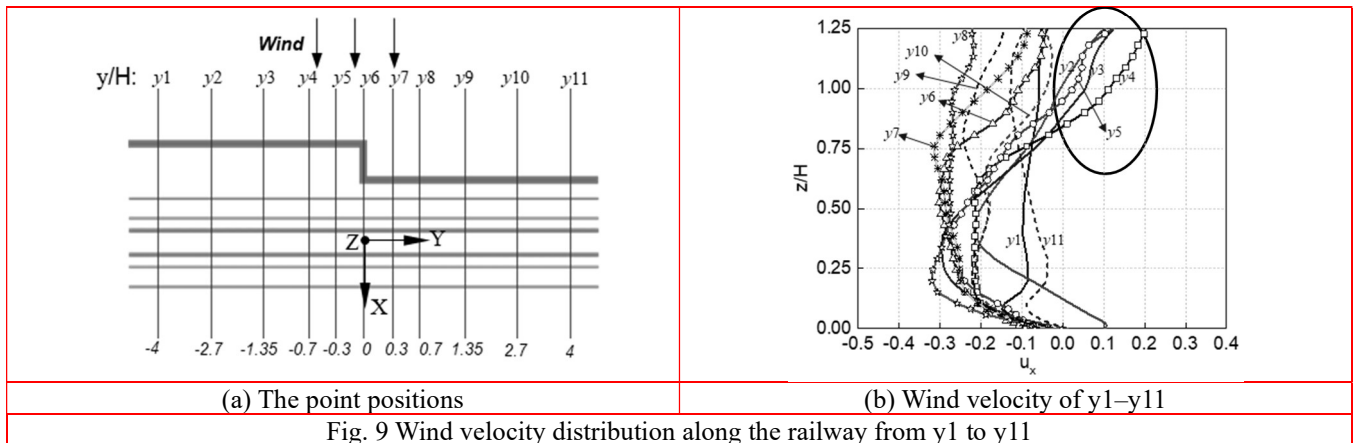 Wind
y/H: y1 y2 y3 y4 y5 y6 y7 y8 y9 y10 y11
Z Y
X
-4 -2.7 -1.35 -0.7 -0.3 0 0.3 0.7 1.35 2.7 4
1.25
1.00
0.75
0.50
0.25
0.00
z/H
y8
y10
y9
y6
y7
y2
y3
y4
y5
y1
y11
-0.5 -0.4 -0.3 -0.2 -0.1 0.0 0.1 0.2 0.3 0.4
ux
(a) The point positions
(b) Wind velocity of y1–y11
Fig. 9 Wind velocity distribution along the railway from y1 to y11